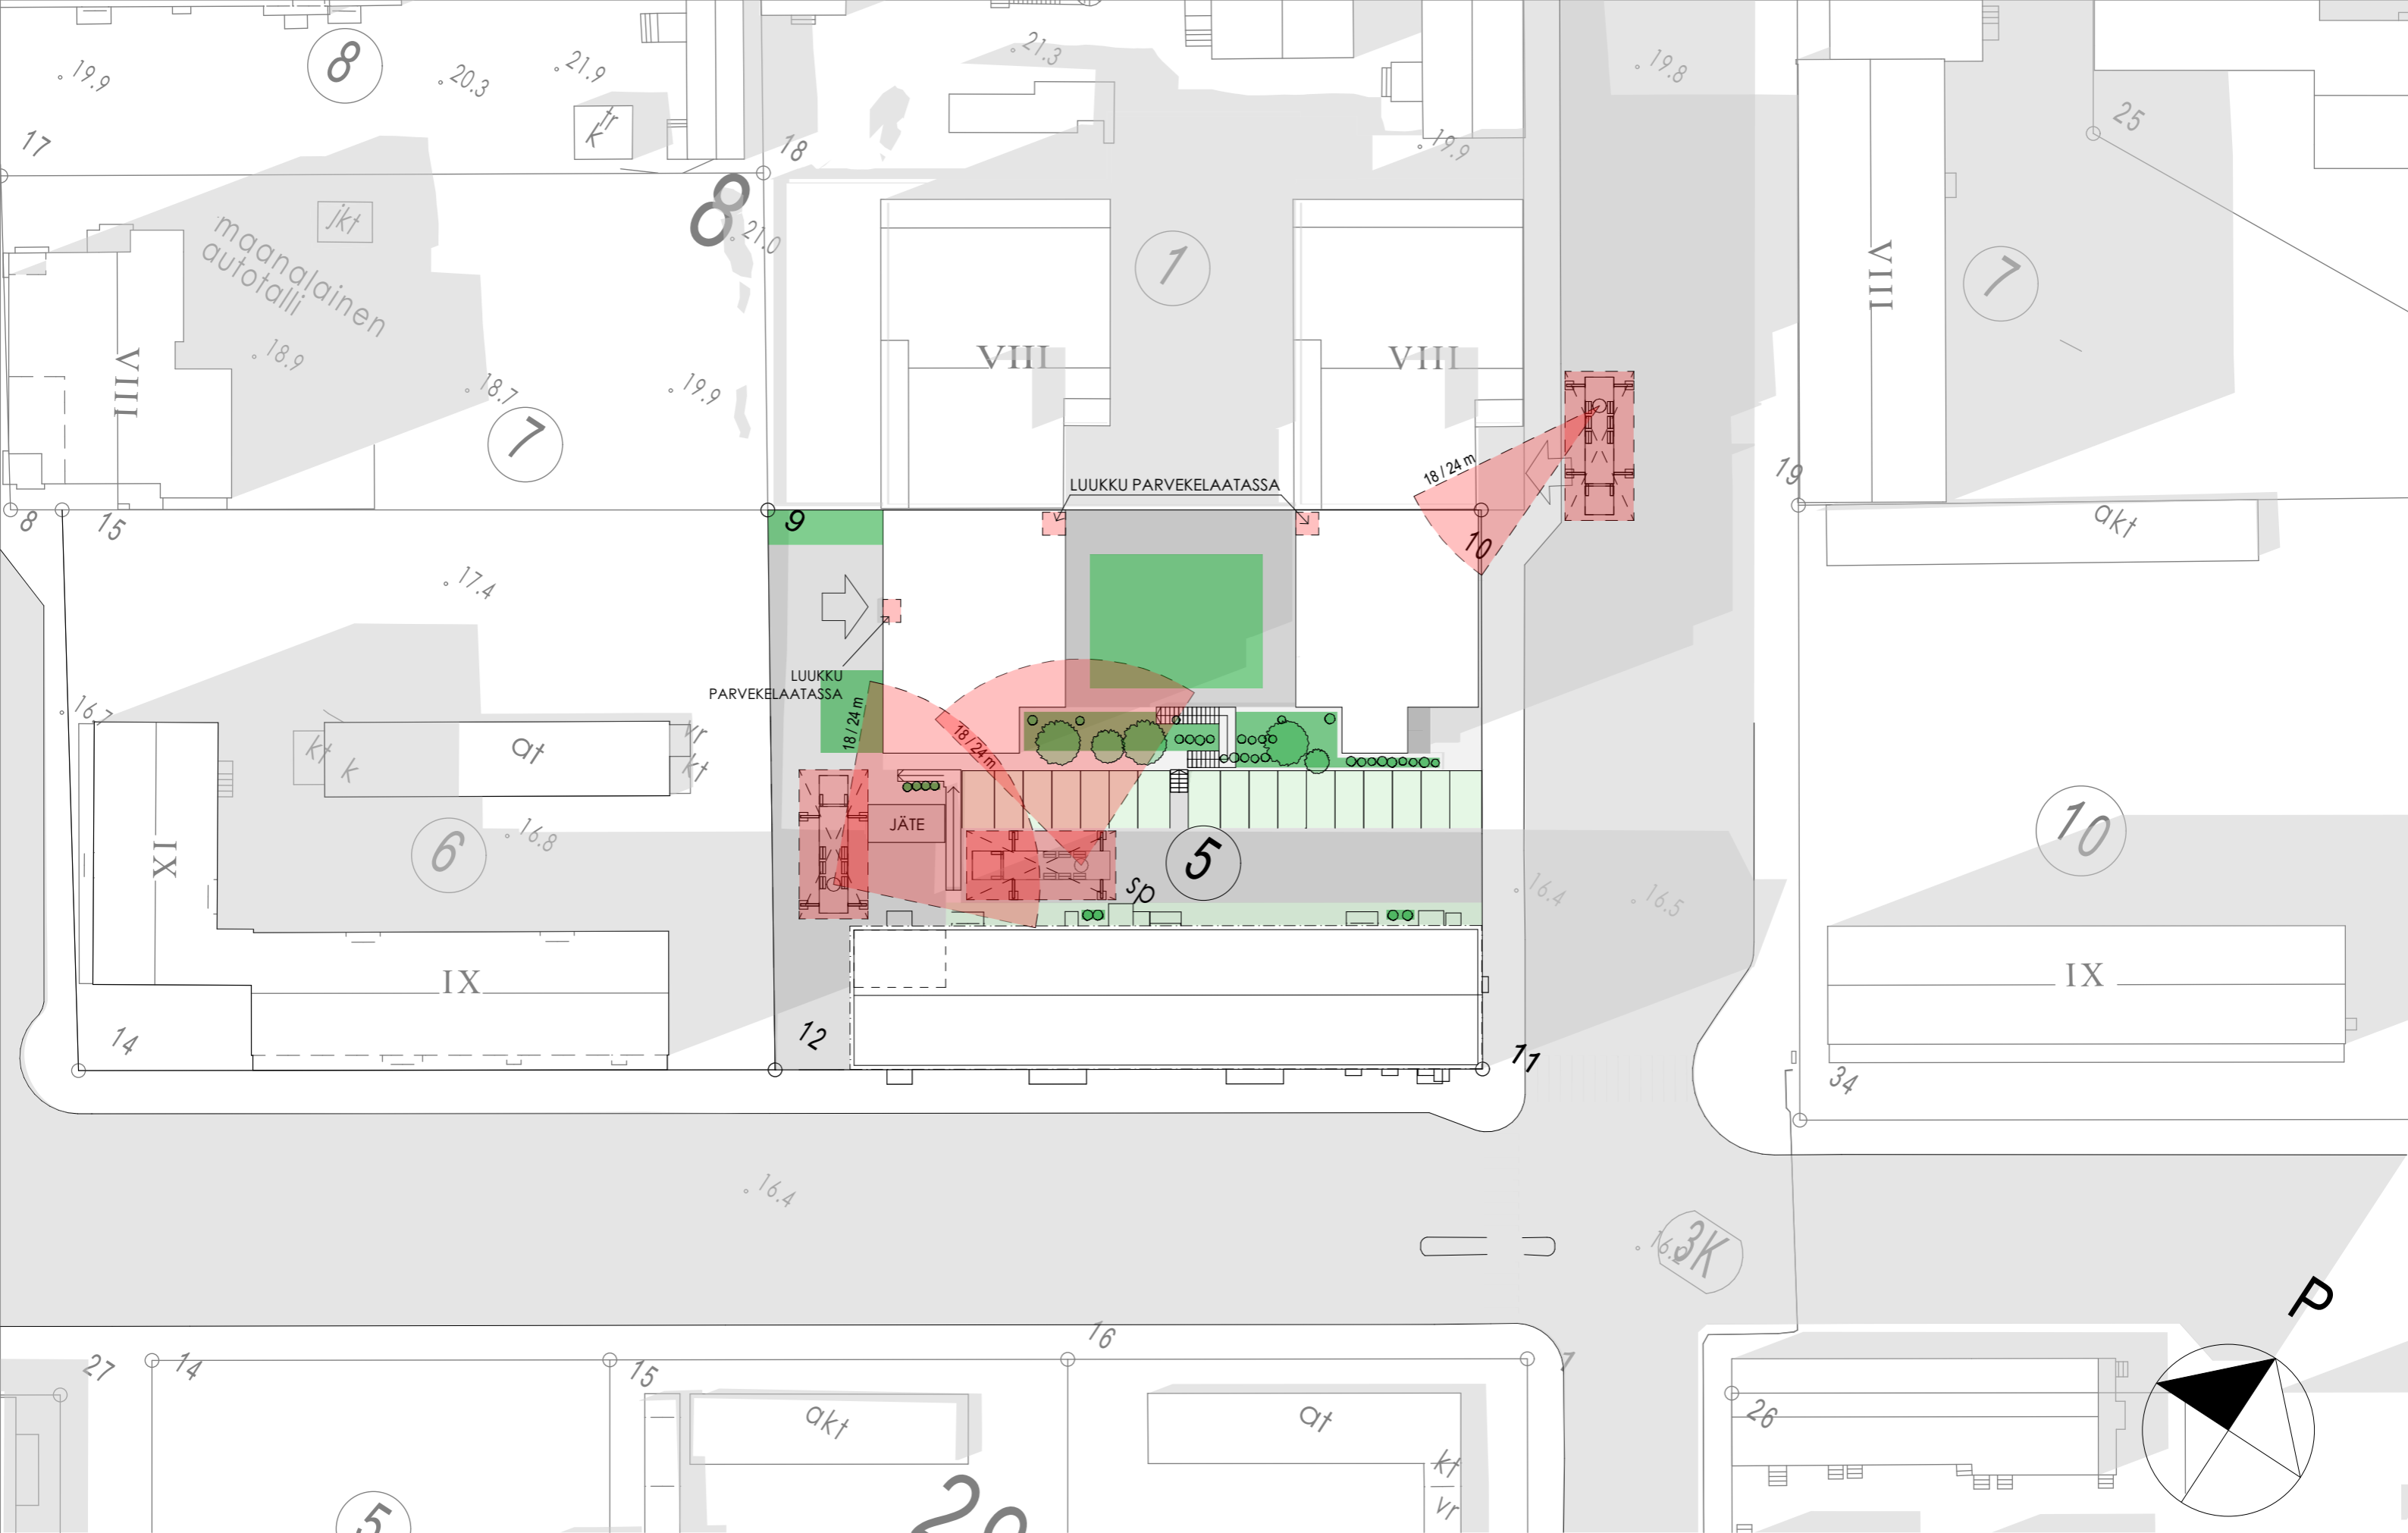 8
19.9
20.3
21.9
21.3
19.8
17
k
tr
18
19.9
25
8
21.0
jkt
maanalainen
autotalli
1
7
VIII
VIII
VIII
VIII
18.9
18.7
19.9
7
18 / 24 m
19
LUUKKU PARVEKELAATASSA
8
15
9
10
akt
17.4
LUUKKU
PARVEKELAATASSA
16.7
18 / 24 m
18 / 24 m
kt
k
at
vr
kt
JÄTE
6
16.8
5
sp
16.4
16.5
10
IX
IX
IX
14
12
11
34
16.4
3K
P
27
14
15
16
26
akt
at
kt
vr
5